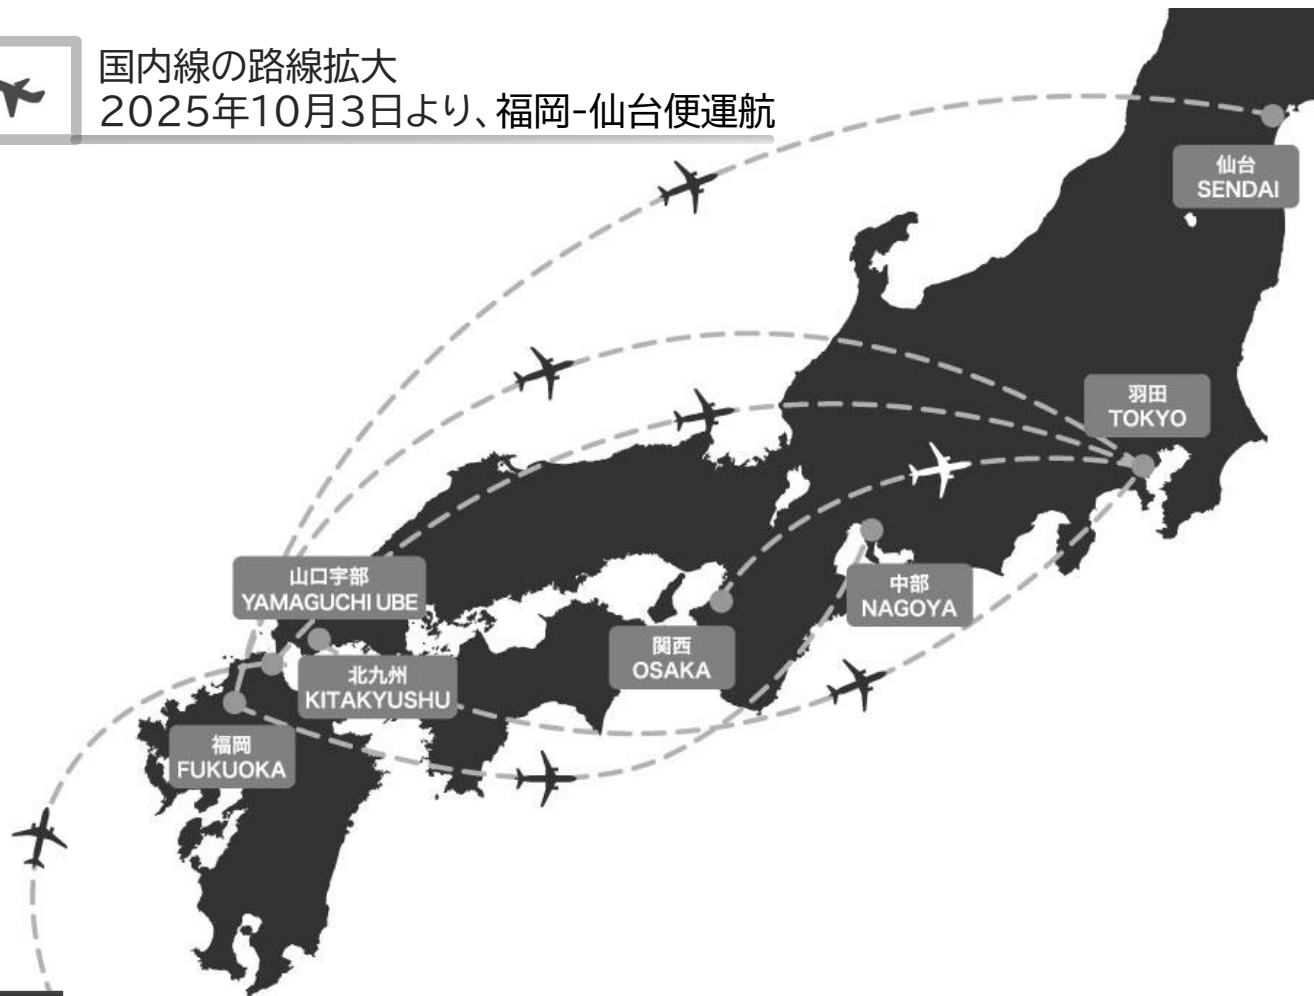 国内線の路線拡大
2025年10月3日より、福岡-仙台便運航
仙台
SENDAI
羽田
TOKYO
山口宇部
YAMAGUCHI UBE
中部
NAGOYA
関西
OSAKA
北九州
KITAKYUSHU
福岡
FUKUOKA